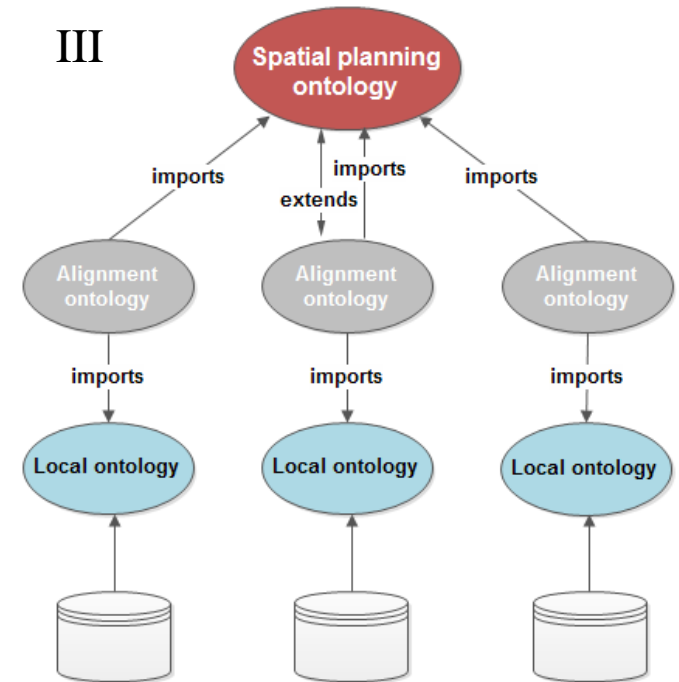 III
Spatial planning
ontology
imports
imports
imports
extends
Alignment
ontology
Alignment
ontology
Alignment
ontology
imports
imports
imports
Local ontology
Local ontology
Local ontology